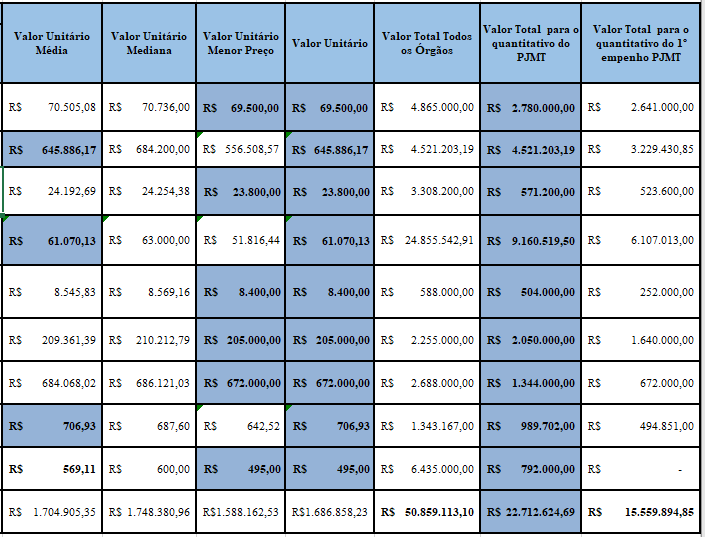 Valor Unitário Média | Valor Unitário Mediana | Valor Unitário Menor Preço | Valor Unitário | Valor Total Todos os Órgãos | Valor Total para o quantitativo do PJMT | Valor Total para o quantitativo do 1º empenho PJMT
R$ 70.505,08 | R$ 70.736,00 | R$ 69.500,00 | R$ 69.500,00 | R$ 4.865.000,00 | R$ 2.780.000,00 | R$ 2.641.000,00
R$ 645.886,17 | R$ 684.200,00 | R$ 556.508,57 | R$ 645.886,17 | R$ 4.521.203,19 | R$ 4.521.203,19 | R$ 3.229.430,85
R$ 24.192,69 | R$ 24.254,38 | R$ 23.800,00 | R$ 23.800,00 | R$ 3.308.200,00 | R$ 571.200,00 | R$ 523.600,00
R$ 61.070,13 | R$ 63.000,00 | R$ 51.816,44 | R$ 61.070,13 | R$ 24.855.542,91 | R$ 9.160.519,50 | R$ 6.107.013,00
R$ 8.545,83 | R$ 8.569,16 | R$ 8.400,00 | R$ 8.400,00 | R$ 588.000,00 | R$ 504.000,00 | R$ 252.000,00
R$ 209.361,39 | R$ 210.212,79 | R$ 205.000,00 | R$ 205.000,00 | R$ 2.255.000,00 | R$ 2.050.000,00 | R$ 1.640.000,00
R$ 684.068,02 | R$ 686.121,03 | R$ 672.000,00 | R$ 672.000,00 | R$ 2.688.000,00 | R$ 1.344.000,00 | R$ 672.000,00
R$ 706,93 | R$ 687,60 | R$ 642,52 | R$ 706,93 | R$ 1.343.167,00 | R$ 989.702,00 | R$ 494.851,00
R$ 569,11 | R$ 600,00 | R$ 495,00 | R$ 495,00 | R$ 6.435.000,00 | R$ 792.000,00 | R$ -
R$ 1.704.905,35 | R$ 1.748.380,96 | R$1.588.162,53 | R$1.686.858,23 | R$ 50.859.113,10 | R$ 22.712.624,69 | R$ 15.559.894,85